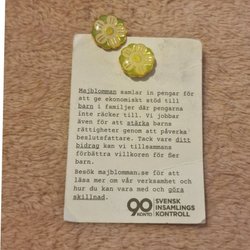 Majblomman samlar in pengar för
att ge ekonomiskt stöd till
barn i familjer där pengarna
inte räcker till. Vi jobbar
även för att stärka barns
rättigheter genom att påverka
beslutsfattare. Tack vare ditt
bidrag kan vi tillsammans
förbättra villkoren för fler
barn.
Besök majblomman.se för att
läsa mer om vår verksamhet och
hur du kan vara med och göra
skillnad.
90 KONTO
SVENSK
INSAMLINGS
KONTROLL